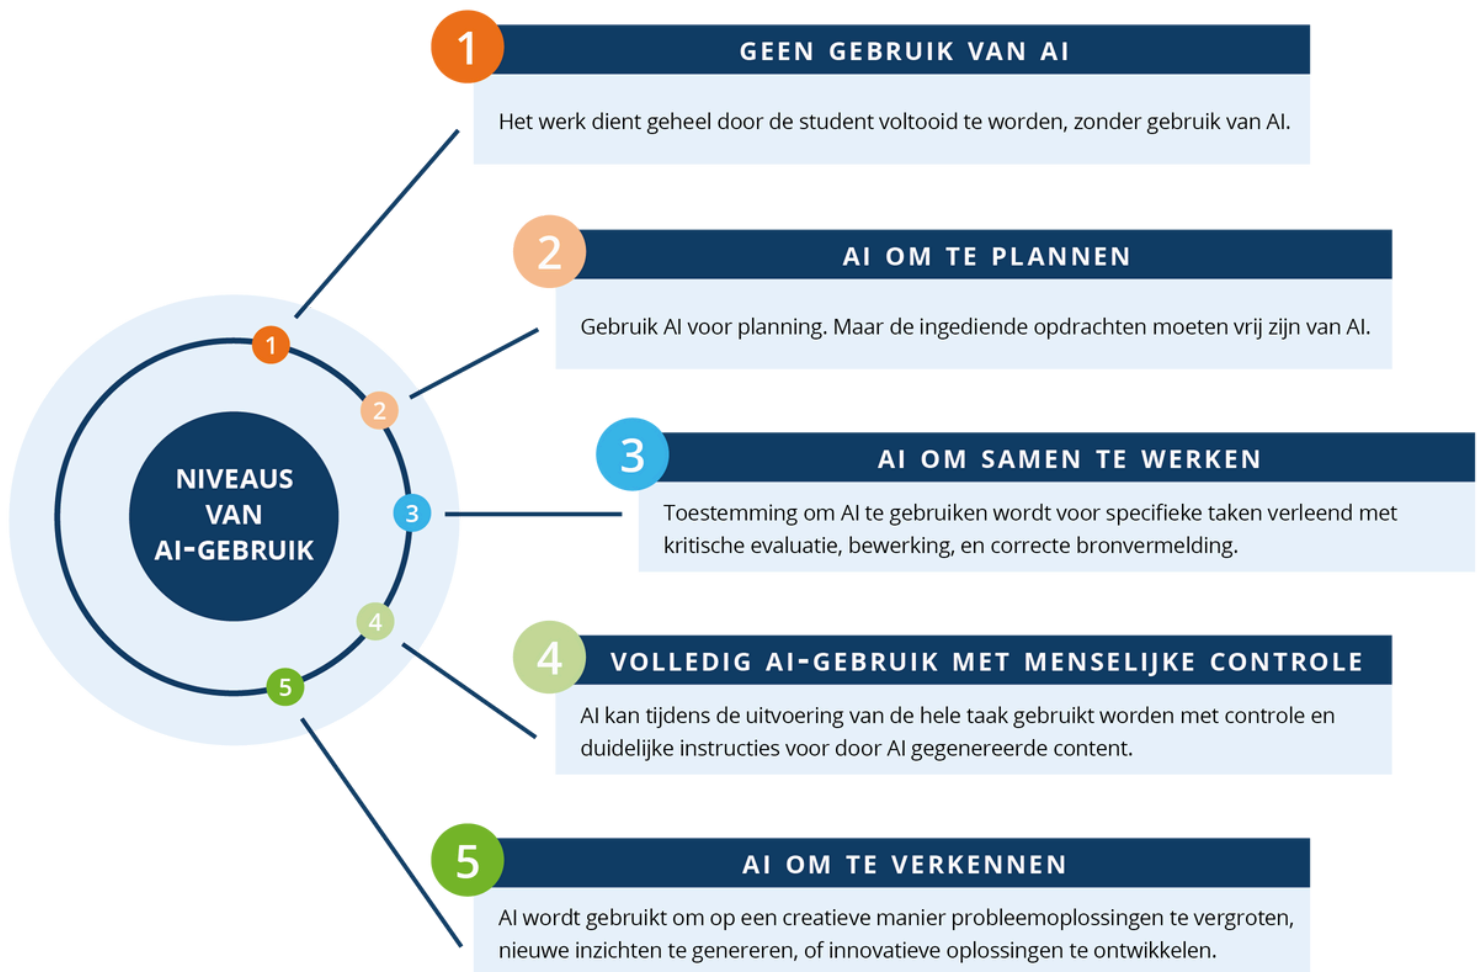 1
GEEN GEBRUIK VAN AI
Het werk dient geheel door de student voltooid te worden, zonder gebruik van AI.
2
AI OM TE PLANNEN
Gebruik AI voor planning. Maar de ingediende opdrachten moeten vrij zijn van AI.
3
AI OM SAMEN TE WERKEN
Toestemming om AI te gebruiken wordt voor specifieke taken verleend met
kritische evaluatie, bewerking, en correcte bronvermelding.
4
VOLLEDIG AI-GEBRUIK MET MENSELIJKE CONTROLE
AI kan tijdens de uitvoering van de hele taak gebruikt worden met controle en
duidelijke instructies voor door AI gegenereerde content.
5
AI OM TE VERKENNEN
AI wordt gebruikt om op een creatieve manier probleemoplossingen te vergroten,
nieuwe inzichten te genereren, of innovatieve oplossingen te ontwikkelen.
NIVEAUS
VAN
AI-GEBRUIK
1
2
3
4
5